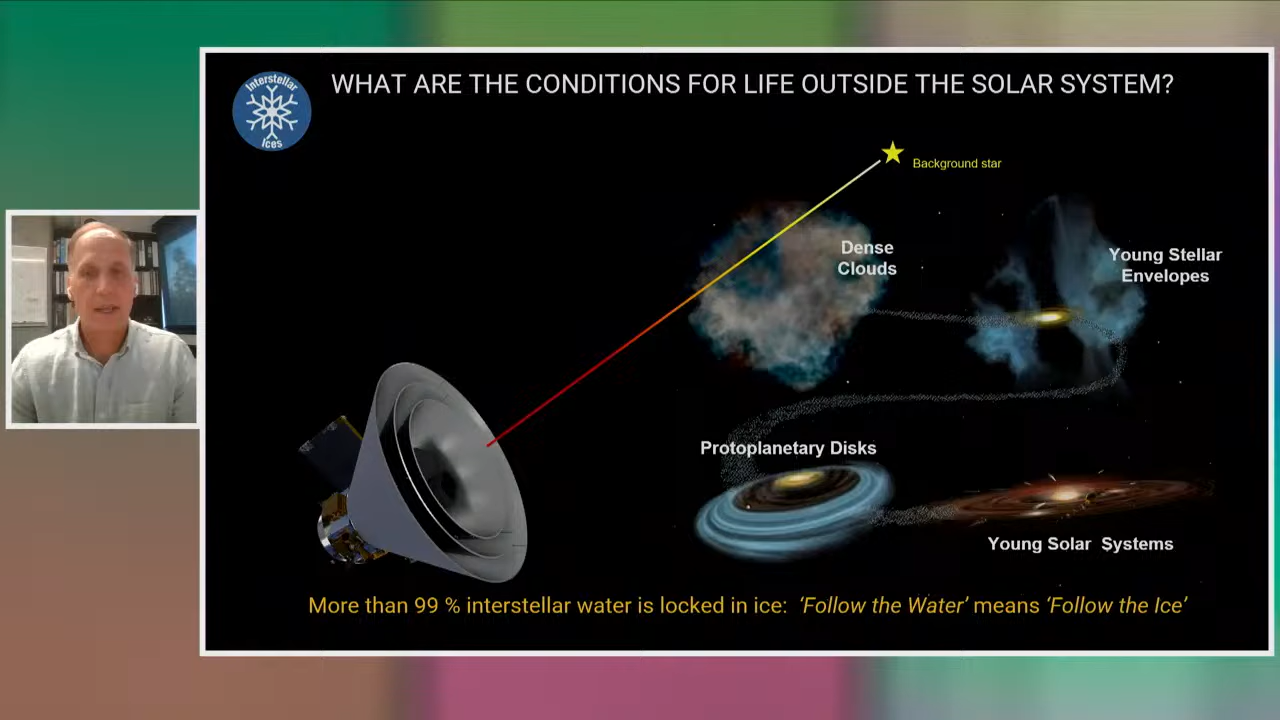 Interstellar
Ices
WHAT ARE THE CONDITIONS FOR LIFE OUTSIDE THE SOLAR SYSTEM?
Background star
Dense
Clouds
Young Stellar
Envelopes
Protoplanetary Disks
Young Solar Systems
More than 99 % interstellar water is locked in ice: ‘Follow the Water’ means ‘Follow the Ice’